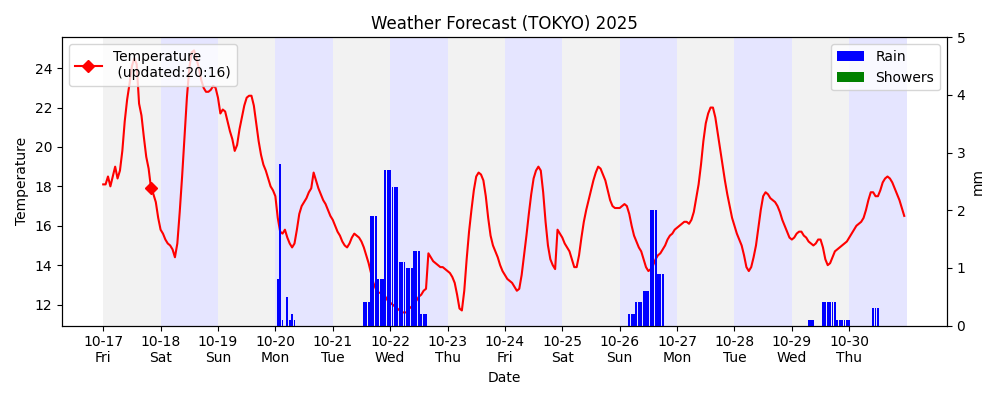 Weather Forecast (TOKYO) 2025
Temperature
(updated:20:16)
Rain
Showers
24
22
20
18
16
14
12
Temperature
5
4
3
2
1
0
mm
10-17 10-18 10-19 10-20 10-21 10-22 10-23 10-24 10-25 10-26 10-27 10-28 10-29 10-30
Fri Sat Sun Mon Tue Wed Thu Fri Sat Sun Mon Tue Wed Thu
Date